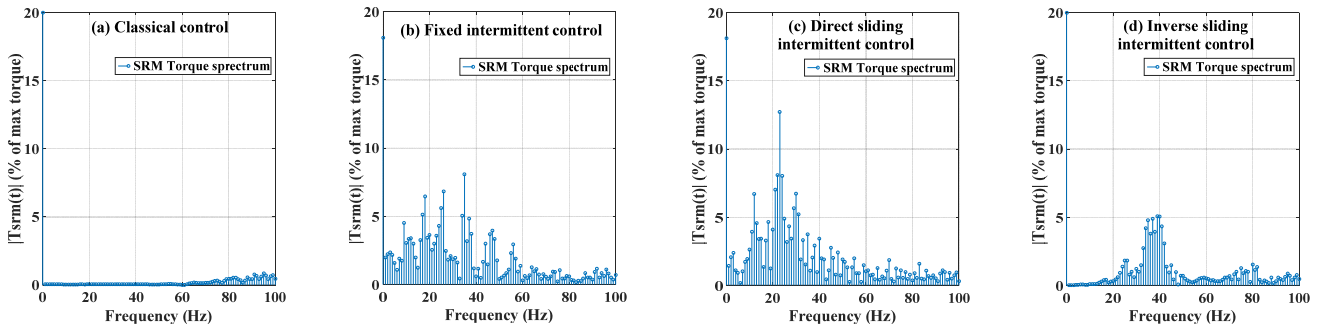 (a) Classical control
SRM Torque sprectrum
|Tsrm(t)| (% of max torque)
20
15
10
5
0
0 20 40 60 80 100
Frequency (Hz)
(b) Fixed intermittent control
SRM Torque spectrum
|Tsrm(t)| (% of max torque)
20
15
10
5
0
0 20 40 60 80 100
Frequency (Hz)
(c) Direct sliding
intermittent control
SRM Torque spectrum
|Tsrm(t)| (% of max torque)
20
15
10
5
0
0 20 40 60 80 100
Frequency (Hz)
(d) Inverse sliding
intermittent control
SRM Torque spectrum
|Tsrm(t)| (% of max torque)
20
15
10
5
0
0 20 40 60 80 100
Frequency (Hz)